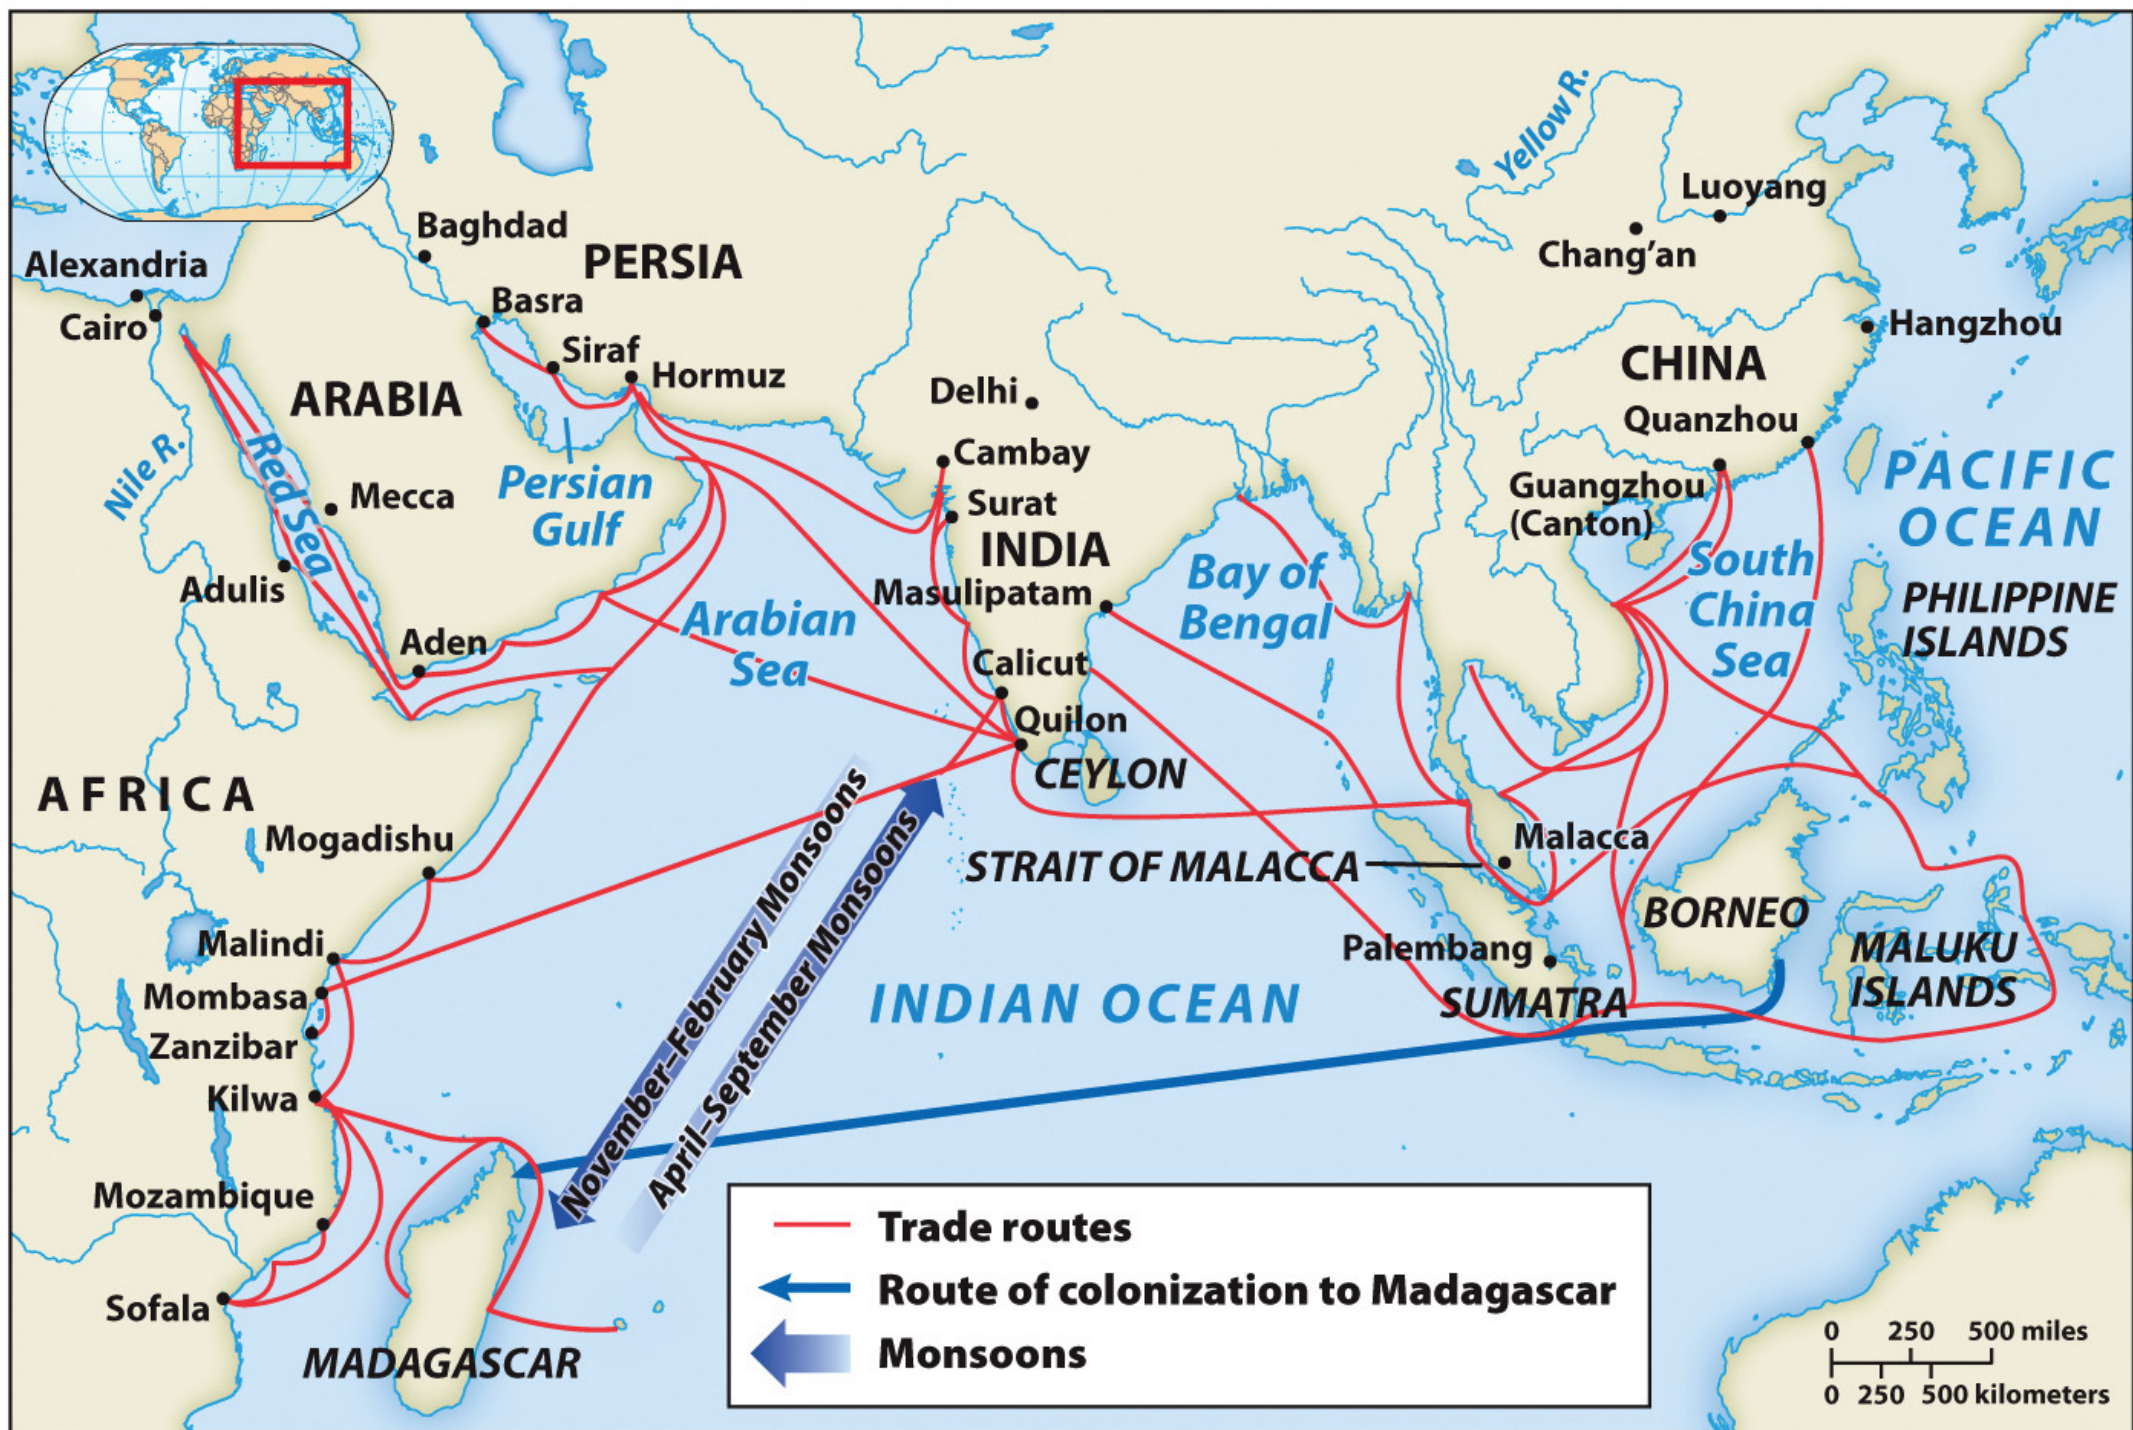 Yellow R.
Luoyang
Chang’an
Baghdad
PERSIA
Alexandria
Basra
Cairo
Siraf
Hormuz
Hangzhou
CHINA
ARABIA
Delhi
Quanzhou
Nile R.
Red Sea
Mecca
Persian
Gulf
Cambay
Surat
INDIA
Guangzhou
(Canton)
PACIFIC
OCEAN
Adulis
Masulipatam
Bay of
Bengal
South
China
Sea
PHILIPPINE
ISLANDS
Aden
Arabian
Sea
Calicut
Quilon
CEYLON
AFRICA
Mogadishu
Malacca
STRAIT OF MALACCA
November–February Monsoons
April–September Monsoons
BORNEO
Malindi
Palembang
MALUKU
ISLANDS
Mombasa
INDIAN OCEAN
SUMATRA
Zanzibar
Kilwa
Mozambique
Sofala
MADAGASCAR
Trade routes
Route of colonization to Madagascar
Monsoons
0 250 500 miles
0 250 500 kilometers